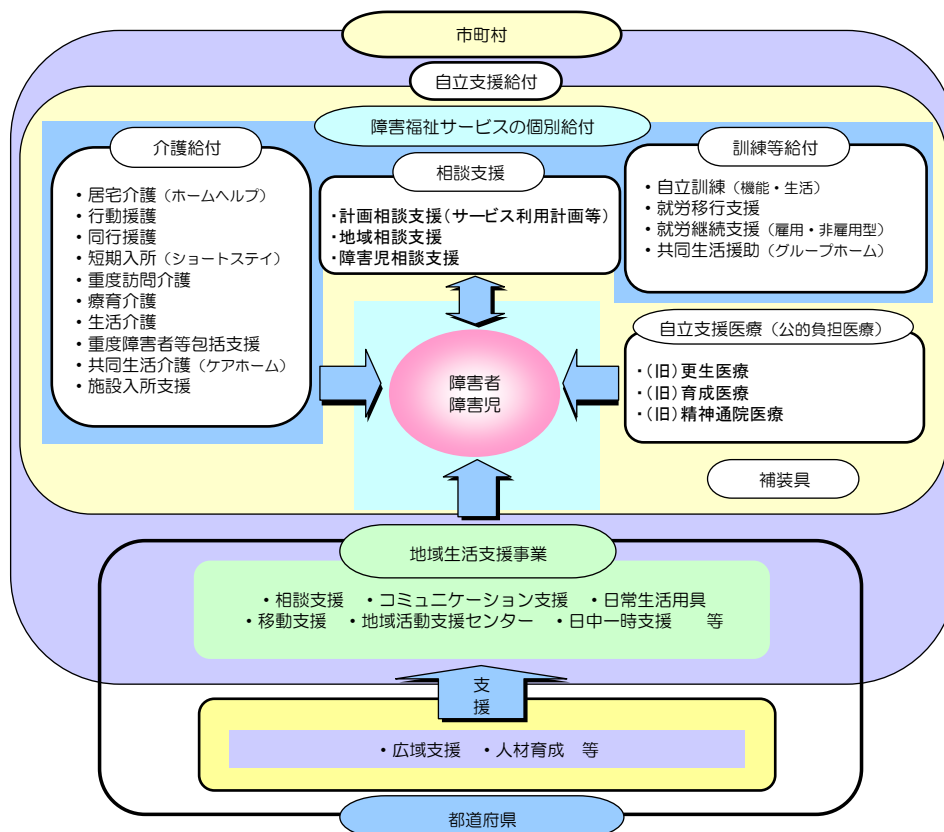 市町村
自立支援給付
障害福祉サービスの個別給付
介護給付
・居宅介護（ホームヘルプ）
・行動援護
・同行援護
・短期入所（ショートステイ）
・重度訪問介護
・療育介護
・生活介護
・重度障害者等包括支援
・共同生活介護（ケアホーム）
・施設入所支援
相談支援
・計画相談支援（サービス利用計画等）
・地域相談支援
・障害児相談支援
訓練等給付
・自立訓練（機能・生活）
・就労移行支援
・就労継続支援（雇用・非雇用型）
・共同生活援助（グループホーム）
自立支援医療（公的負担医療）
・（旧）更生医療
・（旧）育成医療
・（旧）精神通院医療
障害者
障害児
補装具
地域生活支援事業
・相談支援　・コミュニケーション支援　・日常生活用具
・移動支援　・地域活動支援センター　・日中一時支援　　等
支
援
・広域支援　・人材育成　等
都道府県